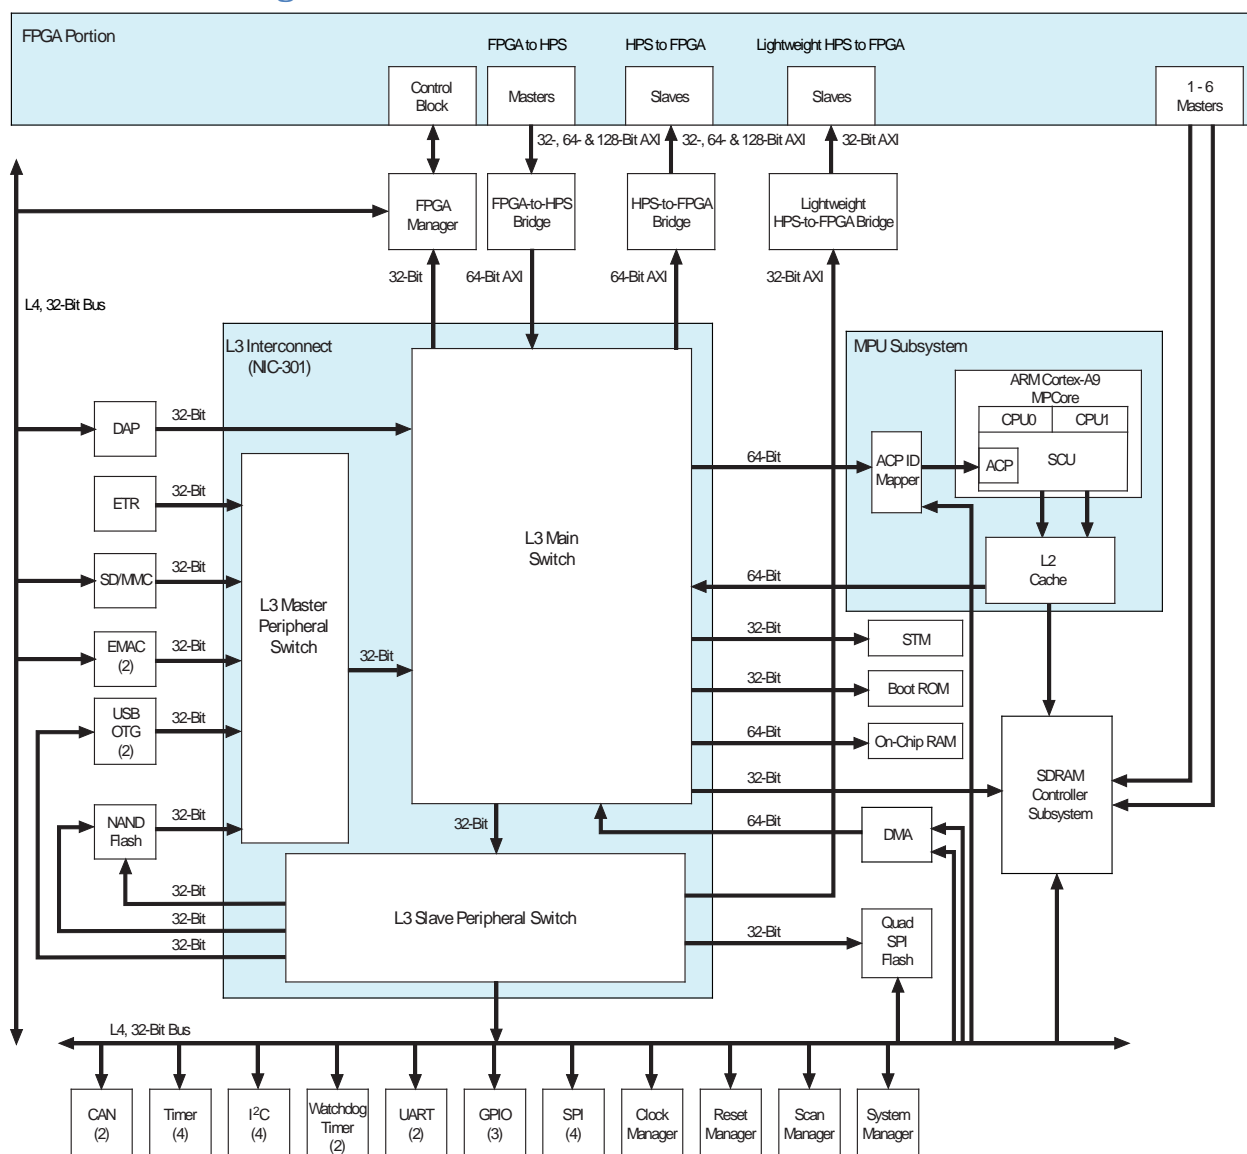 FPGA Portion
FPGA to HPS
HPS to FPGA
Lightweight HPS to FPGA
Control
Block
Masters
Slaves
Slaves
1 - 6
Masters
32-, 64- & 128-Bit AXI
32-, 64- & 128-Bit AXI
32-Bit AXI
FPGA
Manager
FPGA-to-HPS
Bridge
HPS-to-FPGA
Bridge
Lightweight
HPS-to-FPGA Bridge
32-Bit
64-Bit AXI
64-Bit AXI
32-Bit AXI
L4, 32-Bit Bus
L3 Interconnect
(NIC-301)
MPU Subsystem
ARM Cortex-A9
MPCore
CPU0
CPU1
ACP
SCU
DAP
32-Bit
64-Bit
ACP ID
Mapper
ETR
32-Bit
L3 Main
Switch
L2
Cache
SD/MMC
32-Bit
64-Bit
L3 Master
Peripheral
Switch
EMAC
(2)
32-Bit
32-Bit
32-Bit
STM
32-Bit
Boot ROM
USB
OTG
(2)
32-Bit
64-Bit
On-Chip RAM
32-Bit
SDRAM
Controller
Subsystem
NAND
Flash
32-Bit
32-Bit
64-Bit
DMA
32-Bit
32-Bit
32-Bit
L3 Slave Peripheral Switch
32-Bit
Quad
SPI
Flash
L4, 32-Bit Bus
CAN
(2)
Timer
(4)
I²C
(4)
Watchdog
Timer
(2)
UART
(2)
GPIO
(3)
SPI
(4)
Clock
Manager
Reset
Manager
Scan
Manager
System
Manager